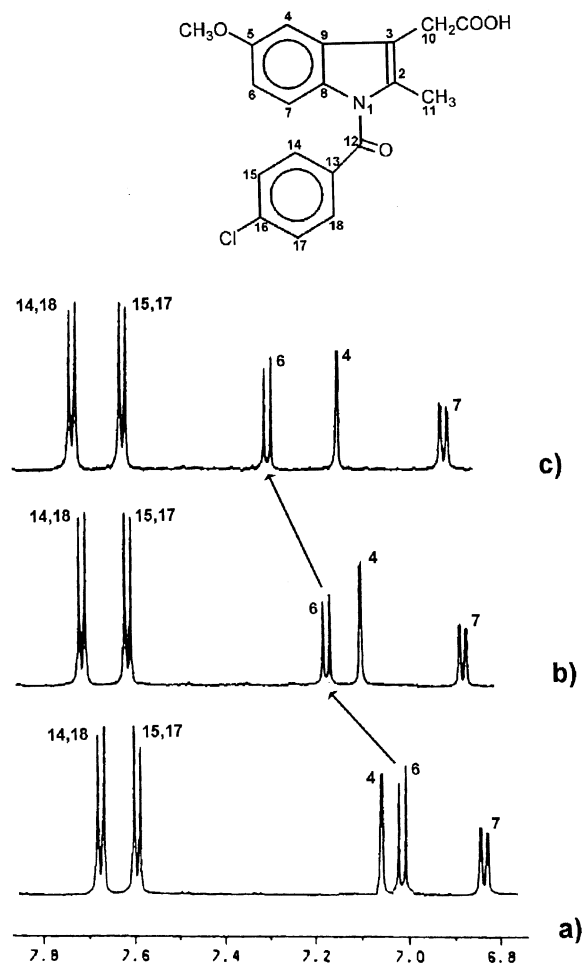 4
CH₃O 5 9 3 CH₂COOH
10
6 8 2
7 N 1 CH₃
11
12 O
14 13
15
Cl 16 18
17
14,18 15,17 6 4 7
c)
14,18 15,17 6 4 7
b)
14,18 15,17 4 6 7
a)
7.8 7.6 7.4 7.2 7.0 6.8